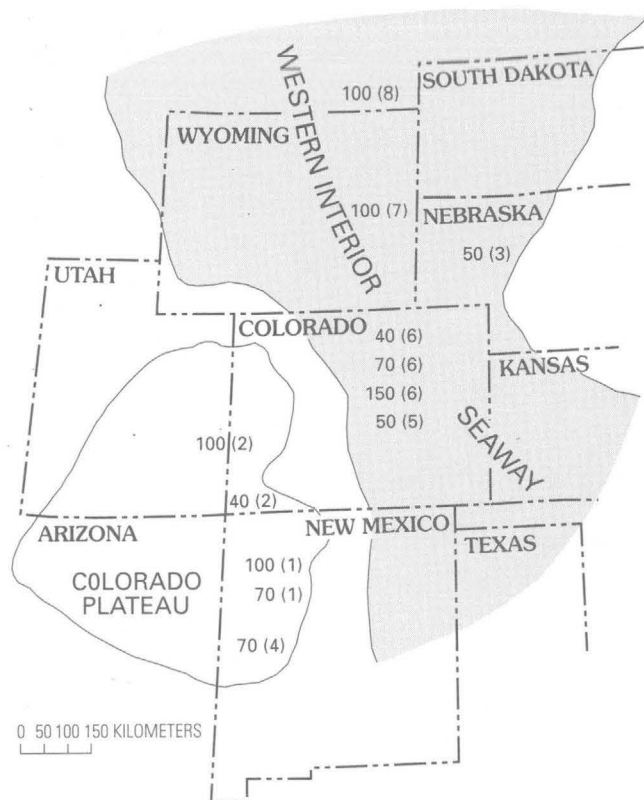 SOUTH DAKOTA
100 (8)
WYOMING
WESTERN INTERIOR
100 (7)
NEBRASKA
50 (3)
UTAH
COLORADO
40 (6)
70 (6)
KANSAS
150 (6)
50 (5)
SEAWAY
100 (2)
40 (2)
NEW MEXICO
ARIZONA
TEXAS
100 (1)
C0LORADO
PLATEAU
70 (1)
70 (4)
0 50 100 150 KILOMETERS